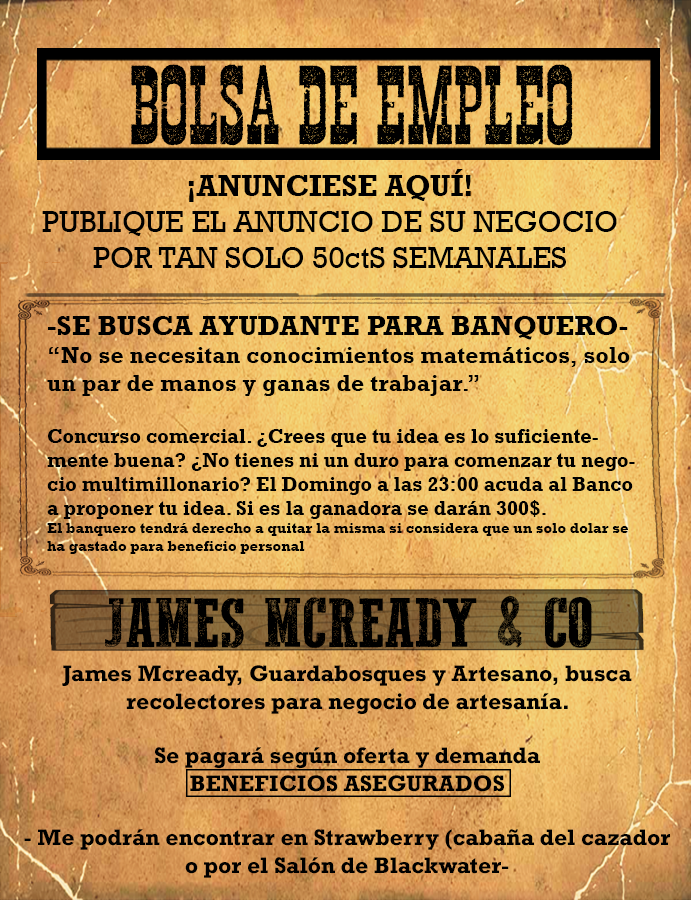 BOLSA DE EMPLEO
¡ANUNCIESE AQUÍ!
PUBLIQUE EL ANUNCIO DE SU NEGOCIO
POR TAN SOLO 50ctS SEMANALES
-SE BUSCA AYUDANTE PARA BANQUERO-
“No se necesitan conocimientos matemáticos, solo
un par de manos y ganas de trabajar.”
Concurso comercial. ¿Crees que tu idea es lo suficiente-
mente buena? ¿No tienes ni un duro para comenzar tu nego-
cio multimillonario? El Domingo a las 23:00 acuda al Banco
a proponer tu idea. Si es la ganadora se darán 300$.
El banquero tendrá derecho a quitar la misma si considera que un solo dolar se
ha gastado para beneficio personal
JAMES MCREADY & CO
James Mcready, Guardabosques y Artesano, busca
recolectores para negocio de artesanía.
Se pagará según oferta y demanda
BENEFICIOS ASEGURADOS
- Me podrán encontrar en Strawberry (cabaña del cazador
o por el Salón de Blackwater-